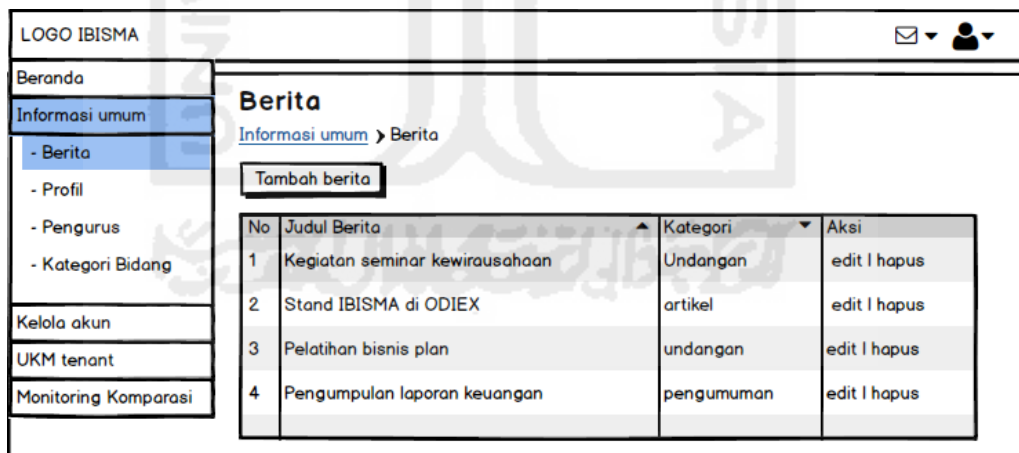 LOGO IBISMA
Beranda
Informasi umum
- Berita
- Profil
- Pengurus
- Kategori Bidang
Kelola akun
UKM tenant
Monitoring Komparasi
Berita
Informasi umum > Berita
Tambah berita
No Judul Berita Kategori Aksi
1 Kegiatan seminar kewirausahaan Undangan edit | hapus
2 Stand IBISMA di ODIEX artikel edit | hapus
3 Pelatihan bisnis plan undangan edit | hapus
4 Pengumpulan laporan keuangan pengumuman edit | hapus